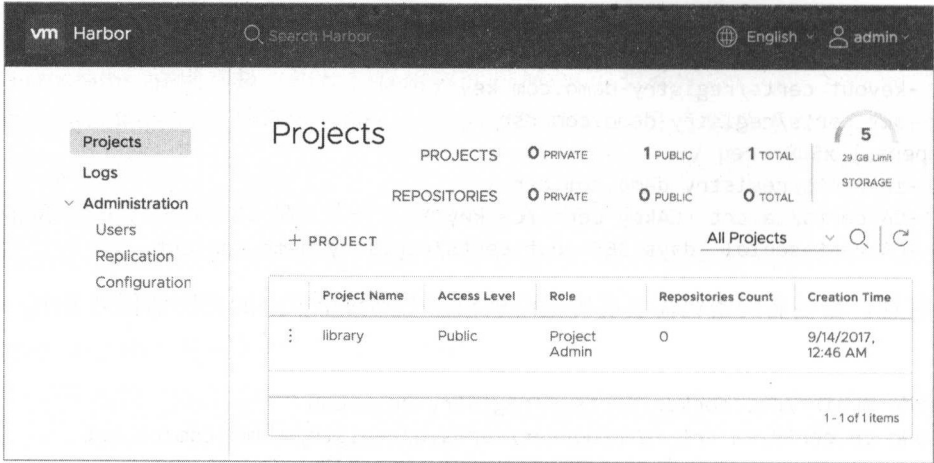 vm Harbor
Search Harbor...
English
admin
Projects
Logs
Administration
Users
Replication
Configuration
Projects
PROJECTS 0 PRIVATE 1 PUBLIC 1 TOTAL
REPOSITORIES 0 PRIVATE 0 PUBLIC 0 TOTAL
5
29 GB Limit
STORAGE
+ PROJECT
All Projects
Project Name Access Level Role Repositories Count Creation Time
library Public Project Admin 0 9/14/2017, 12:46 AM
1 - 1 of 1 items